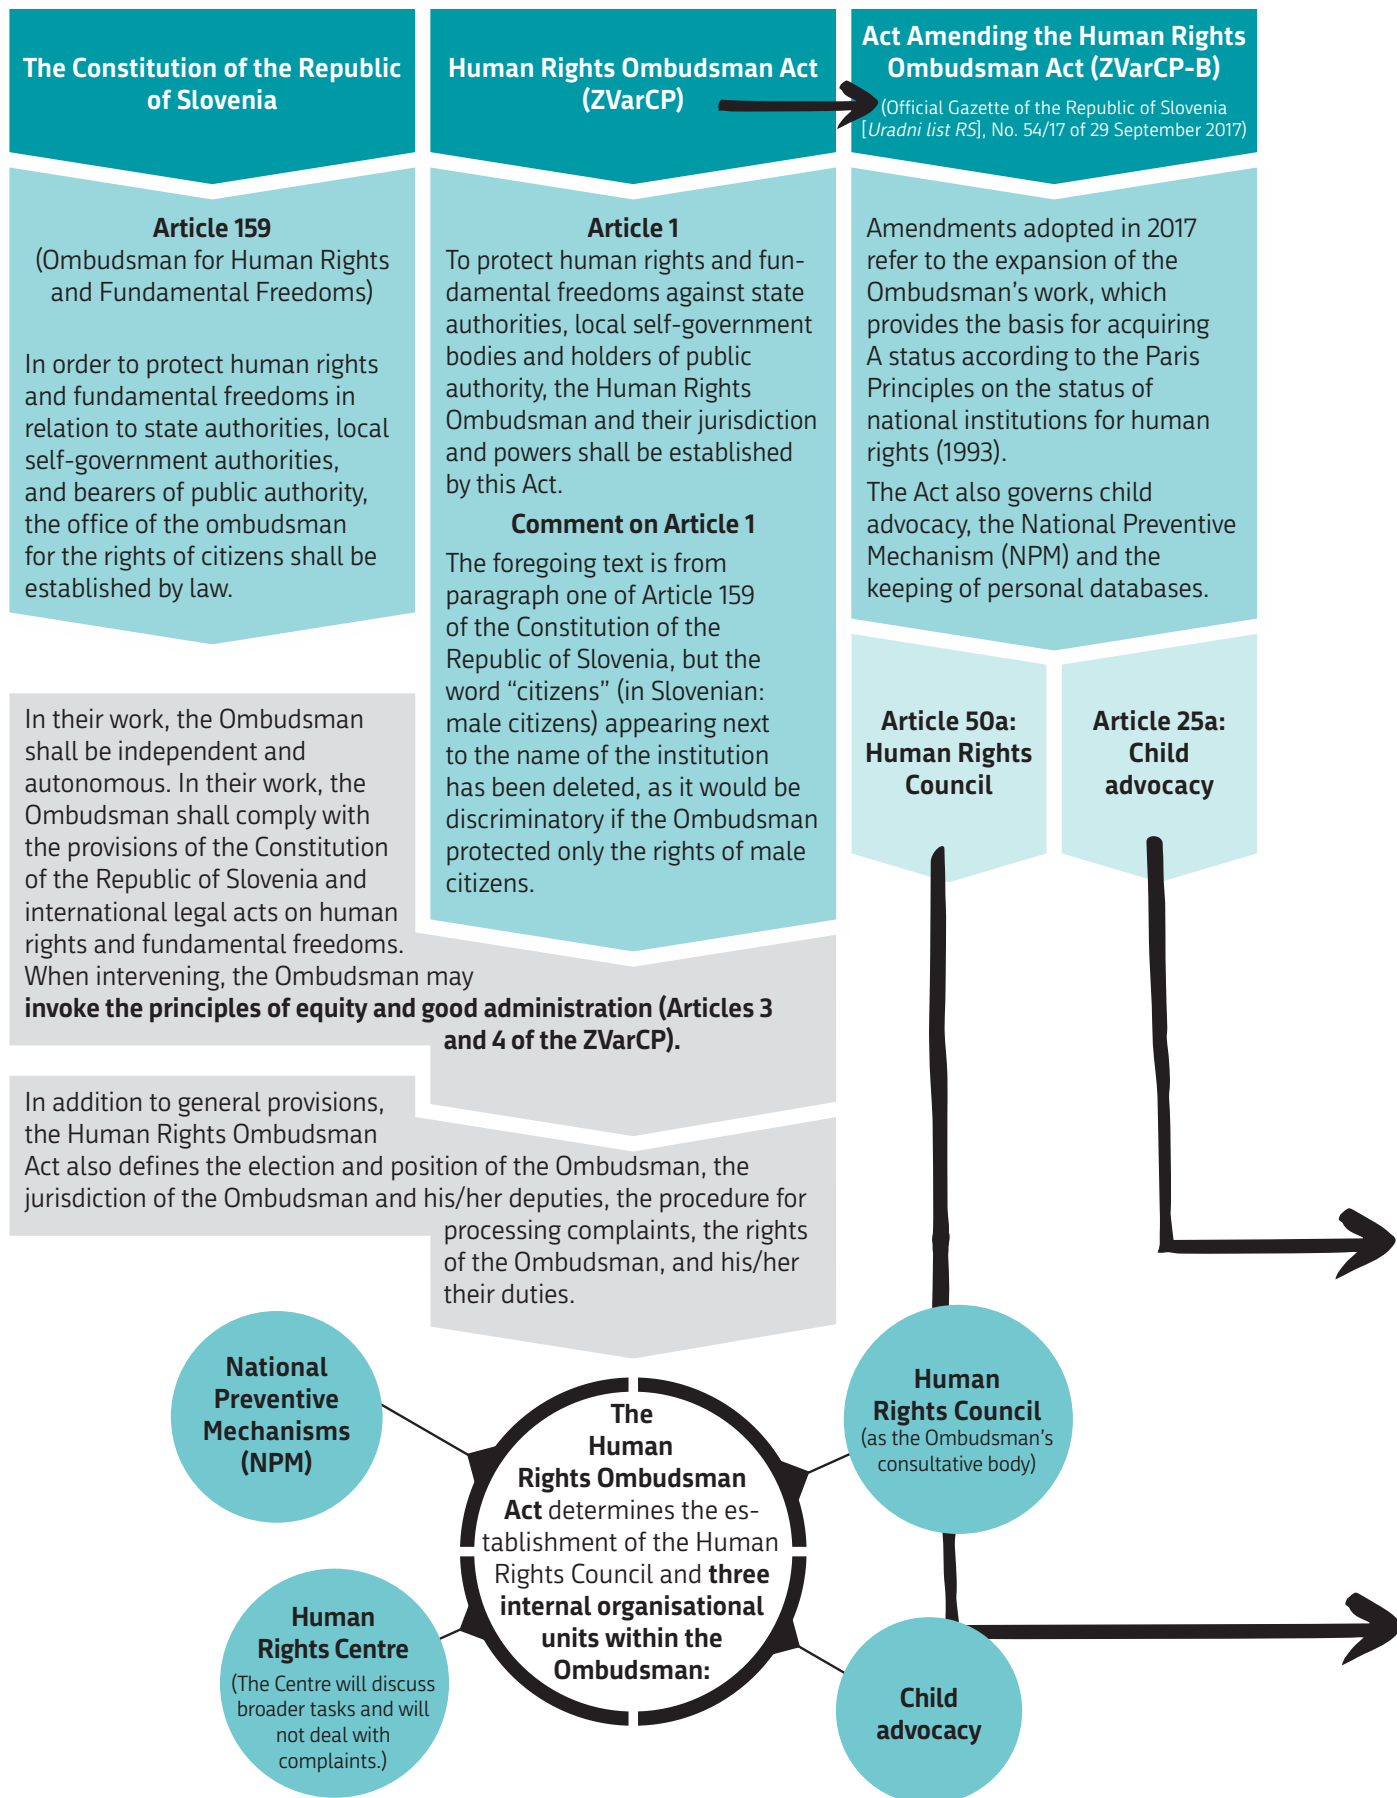 The Constitution of the Republic
of Slovenia
Article 159
(Ombudsman for Human Rights
and Fundamental Freedoms)
In order to protect human rights
and fundamental freedoms in
relation to state authorities, local
self-government authorities,
and bearers of public authority,
the office of the ombudsman
for the rights of citizens shall be
established by law.
Human Rights Ombudsman Act
(ZVarCP)
Article 1
To protect human rights and fun-
damental freedoms against state
authorities, local self-government
bodies and holders of public
authority, the Human Rights
Ombudsman and their jurisdiction
and powers shall be established
by this Act.
Comment on Article 1
The foregoing text is from
paragraph one of Article 159
of the Constitution of the
Republic of Slovenia, but the
word “citizens” (in Slovenian:
male citizens) appearing next
to the name of the institution
has been deleted, as it would be
discriminatory if the Ombudsman
protected only the rights of male
citizens.
Act Amending the Human Rights
Ombudsman Act (ZVarCP-B)
(Official Gazette of the Republic of Slovenia
[Uradni list RS], No. 54/17 of 29 September 2017)
Amendments adopted in 2017
refer to the expansion of the
Ombudsman’s work, which
provides the basis for acquiring
A status according to the Paris
Principles on the status of
national institutions for human
rights (1993).
The Act also governs child
advocacy, the National Preventive
Mechanism (NPM) and the
keeping of personal databases.
Article 50a:
Human Rights
Council
Article 25a:
Child
advocacy
In their work, the Ombudsman
shall be independent and
autonomous. In their work, the
Ombudsman shall comply with
the provisions of the Constitution
of the Republic of Slovenia and
international legal acts on human
rights and fundamental freedoms.
When intervening, the Ombudsman may
invoke the principles of equity and good administration (Articles 3
and 4 of the ZVarCP).
In addition to general provisions,
the Human Rights Ombudsman
Act also defines the election and position of the Ombudsman, the
jurisdiction of the Ombudsman and his/her deputies, the procedure for
processing complaints, the rights
of the Ombudsman, and his/her
their duties.
National
Preventive
Mechanisms
(NPM)
The
Human
Rights Ombudsman
Act determines the es-
tablishment of the Human
Rights Council and three
internal organisational
units within the
Ombudsman:
Human
Rights Council
(as the Ombudsman’s
consultative body)
Human
Rights Centre
(The Centre will discuss
broader tasks and will
not deal with
complaints.)
Child
advocacy